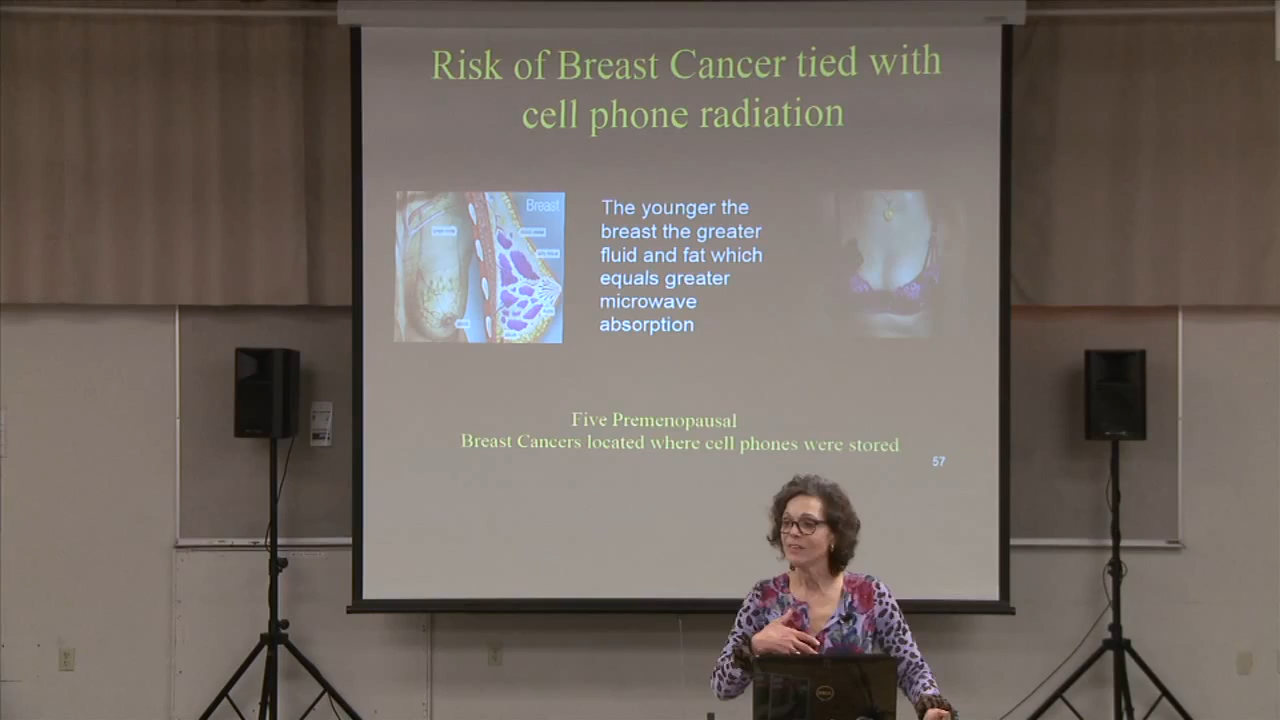 Risk of Breast Cancer tied with
cell phone radiation
Breast
The younger the
breast the greater
fluid and fat which
equals greater
microwave
absorption
Five Premenopausal
Breast Cancers located where cell phones were stored
57
DELL